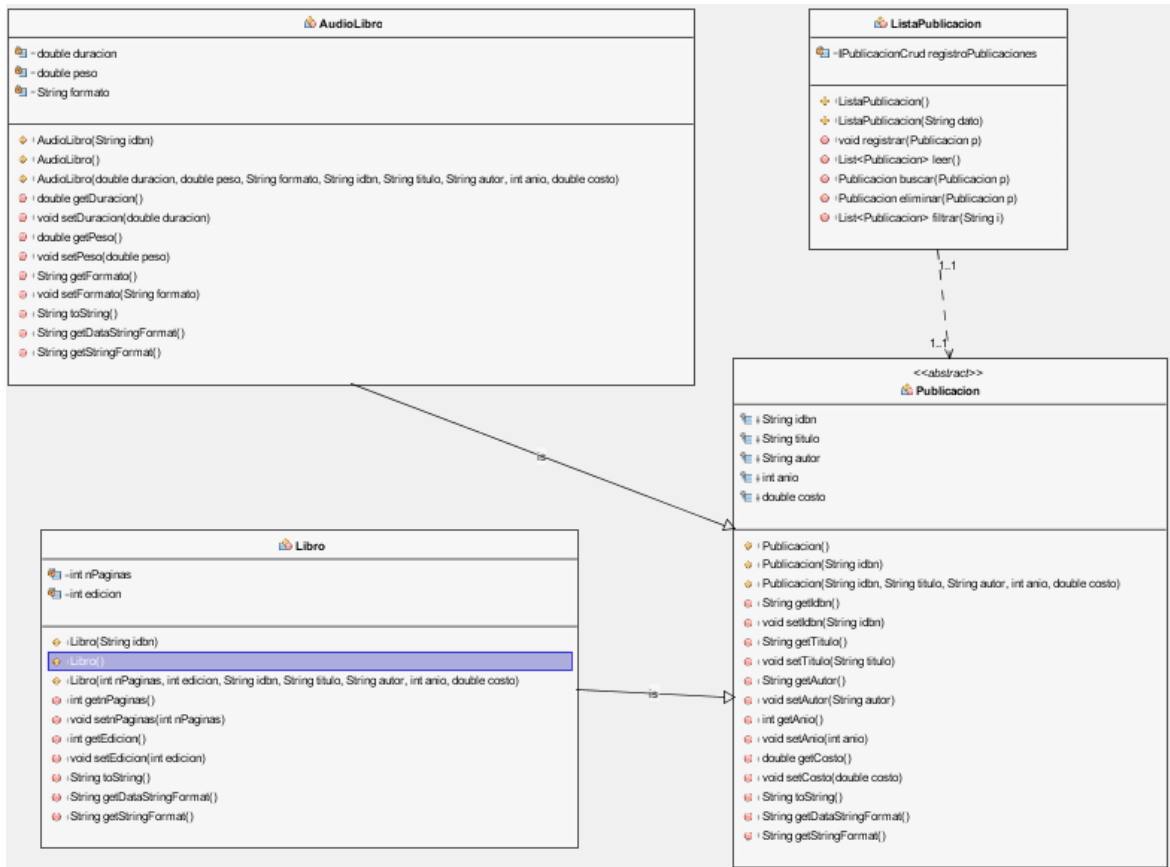 AudioLibro
-double duracion
-double peso
-String formato
AudioLibro(String idbn)
AudioLibro()
AudioLibro(double duracion, double peso, String formato, String idbn, String titulo, String autor, int anio, double costo)
double getDuracion()
void setDuracion(double duracion)
double getPeso()
void setPeso(double peso)
String getFormato()
void setFormato(String formato)
String toString()
String getDataStringFormat()
String getStringFormat()
ListaPublicacion
-IPublicacionCrud registroPublicaciones
ListaPublicacion()
ListaPublicacion(String dato)
void registrar(Publicacion p)
List<Publicacion> leer()
Publicacion buscar(Publicacion p)
Publicacion eliminar(Publicacion p)
List<Publicacion> filtrar(String i)
1..1
1..1
is
<<abstract>>
Publicacion
# String idbn
# String titulo
# String autor
# int anio
# double costo
Publicacion()
Publicacion(String idbn)
Publicacion(String idbn, String titulo, String autor, int anio, double costo)
String getIdbn()
void setIdbn(String idbn)
String getTitulo()
void setTitulo(String titulo)
String getAutor()
void setAutor(String autor)
int getAnio()
void setAnio(int anio)
double getCosto()
void setCosto(double costo)
String toString()
String getDataStringFormat()
String getStringFormat()
Libro
-int nPaginas
-int edicion
Libro(String idbn)
Libro()
Libro(int nPaginas, int edicion, String idbn, String titulo, String autor, int anio, double costo)
int getnPaginas()
void setnPaginas(int nPaginas)
int getEdicion()
void setEdicion(int edicion)
String toString()
String getDataStringFormat()
String getStringFormat()
is